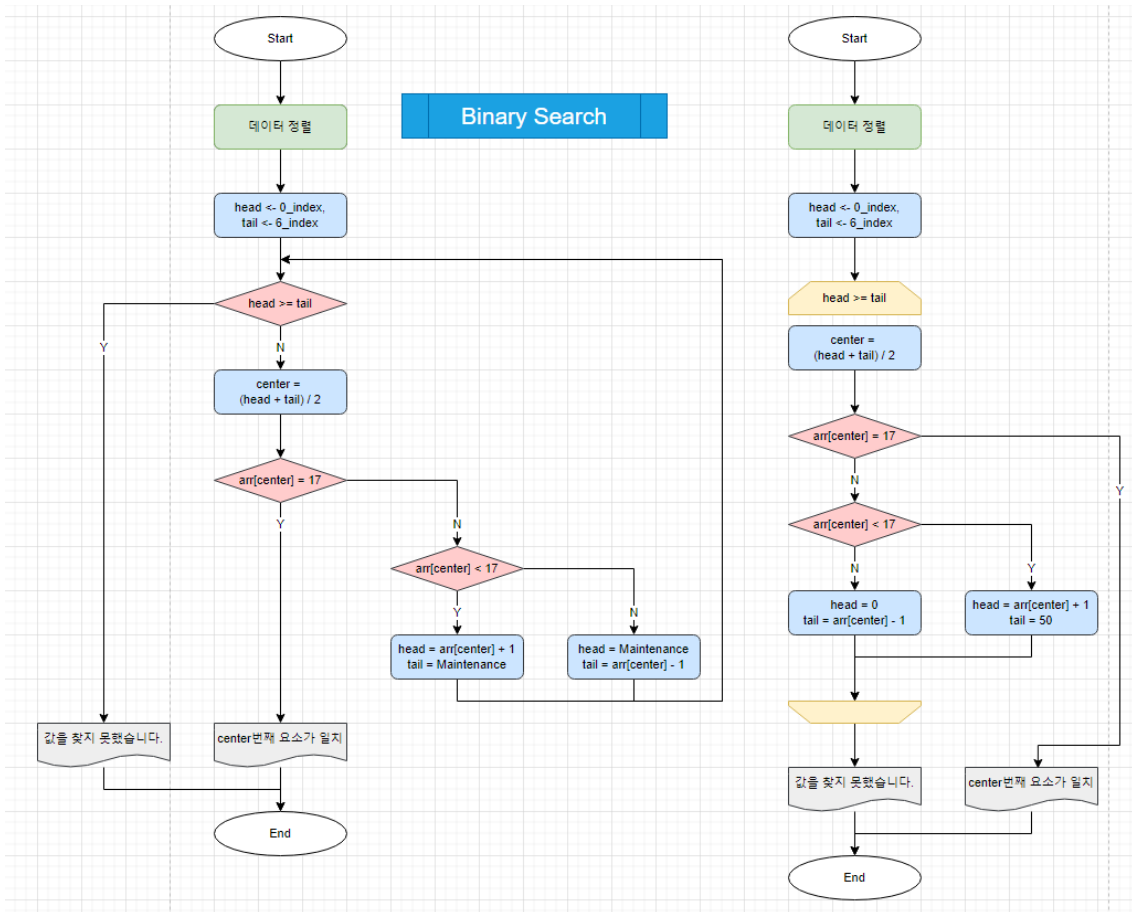 Start
데이터 정렬
head <- 0_index,
tail <- 6_index
head >= tail
Y
N
center =
(head + tail) / 2
arr[center] = 17
Y
N
arr[center] < 17
Y
N
head = arr[center] + 1
tail = Maintenance
head = Maintenance
tail = arr[center] - 1
값을 찾지 못했습니다.
center번째 요소가 일치
End
Binary Search
Start
데이터 정렬
head <- 0_index,
tail <- 6_index
head >= tail
center =
(head + tail) / 2
arr[center] = 17
N
Y
arr[center] < 17
N
Y
head = 0
tail = arr[center] - 1
head = arr[center] + 1
tail = 50
값을 찾지 못했습니다.
center번째 요소가 일치
End